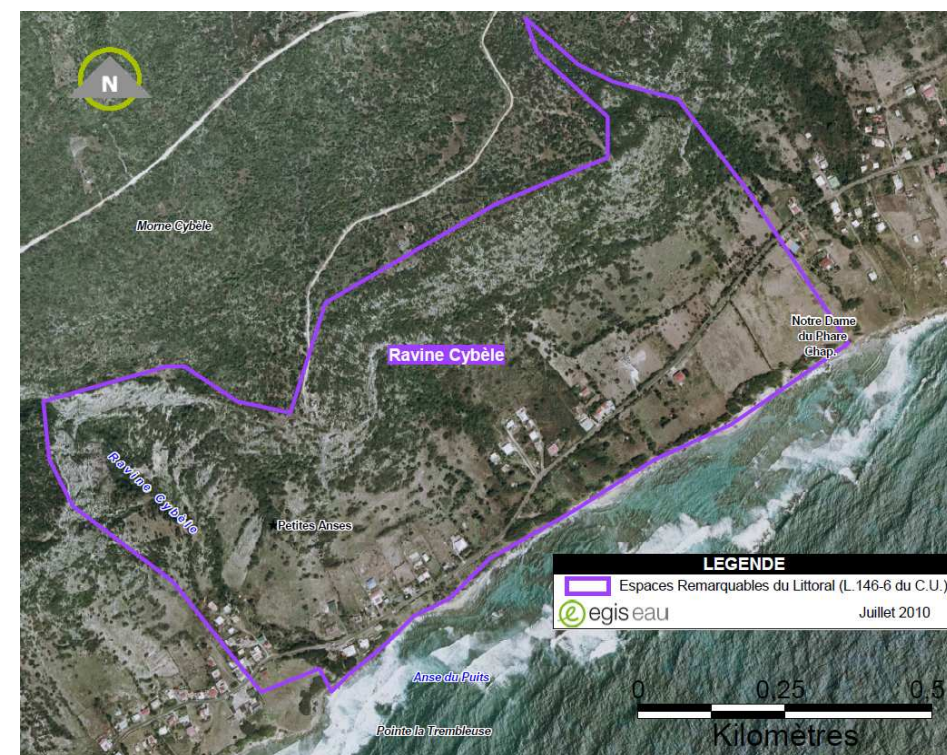 N
Morne Cybèle
Ravine Cybèle
Notre Dame
du Phare
Chap.
Ravine Cybèle
Petites Anses
LEGENDE
Espaces Remarquables du Littoral (L.146-6 du C.U.)
egis eau
Juillet 2010
Anse du Puits
0 0,25 0,5
Kilomètres
Pointe la Trembleuse